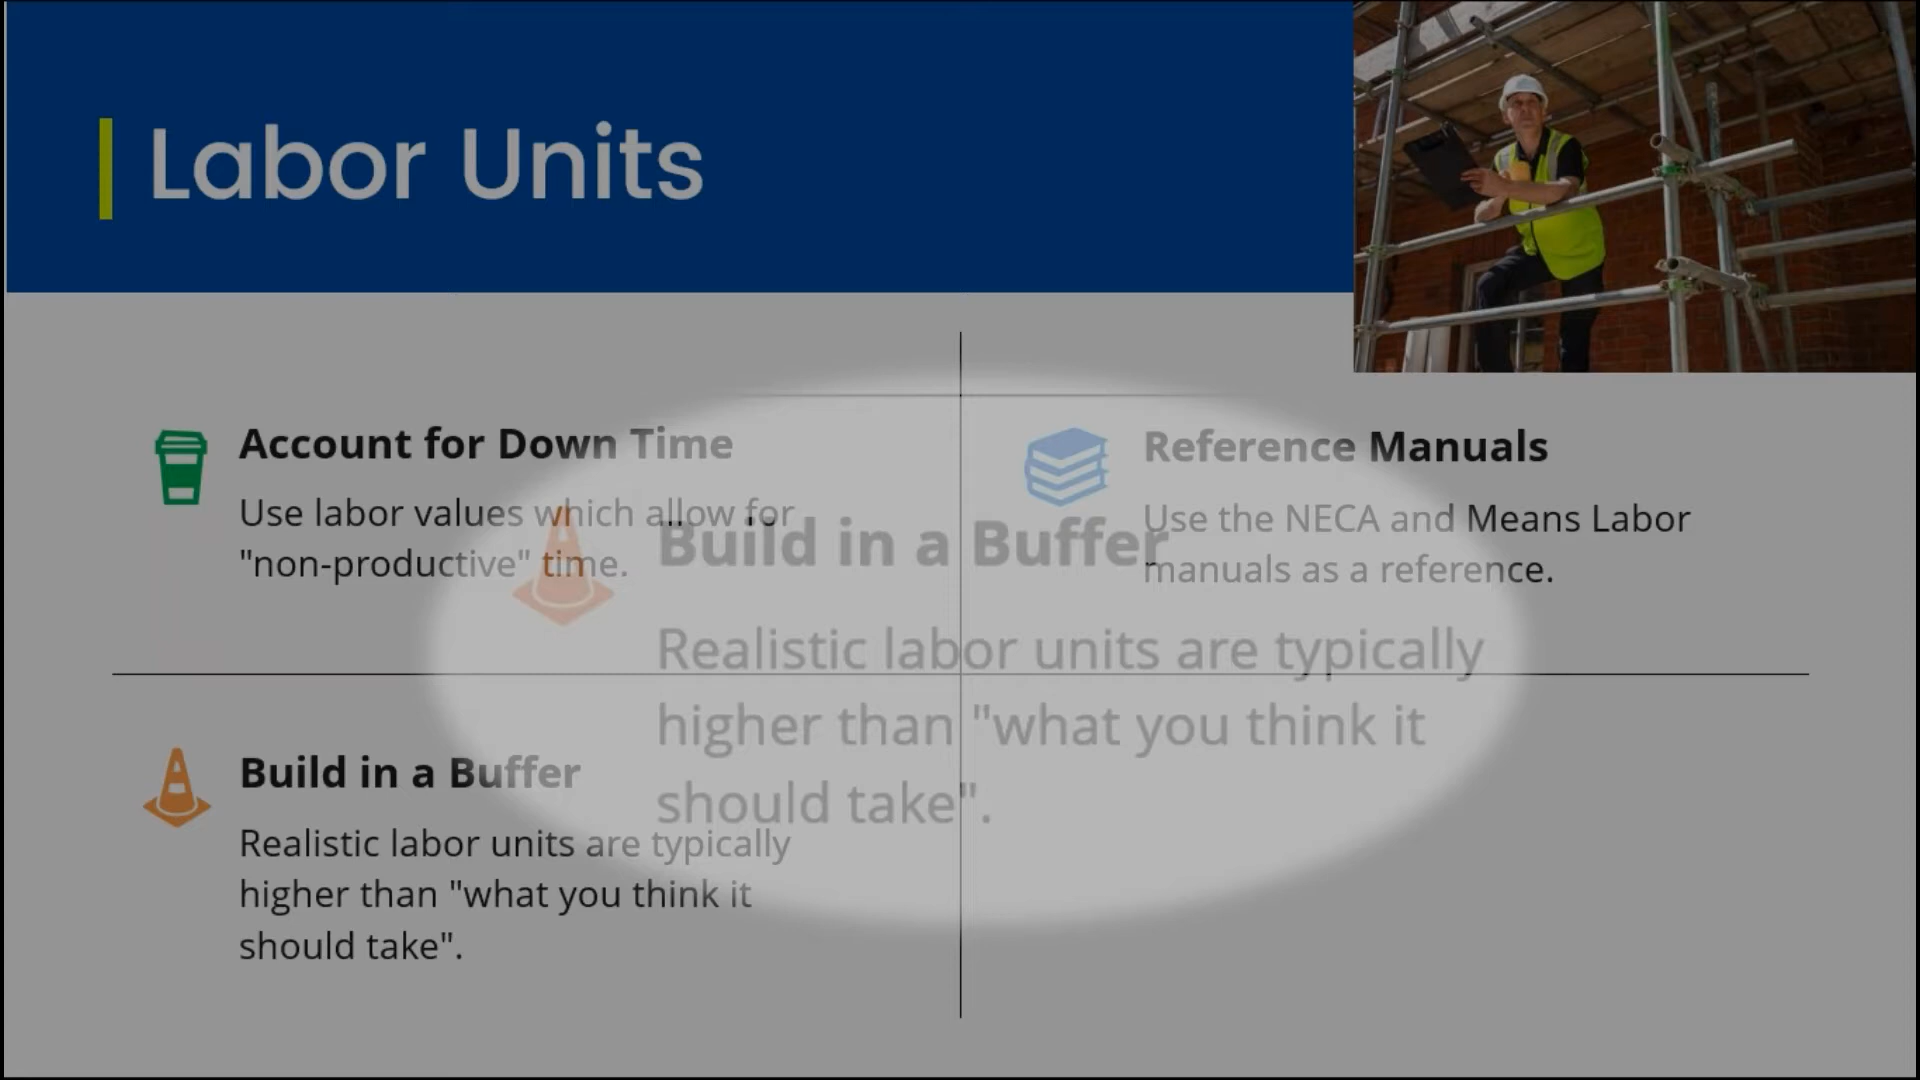 Labor Units
Account for Down Time
Use labor values which allow for
"non-productive" time.
Reference Manuals
Use the NECA and Means Labor
manuals as a reference.
Build in a Buffer
Realistic labor units are typically
higher than "what you think it
should take".
Build in a Buffer
Realistic labor units are typically
higher than "what you think it
should take".